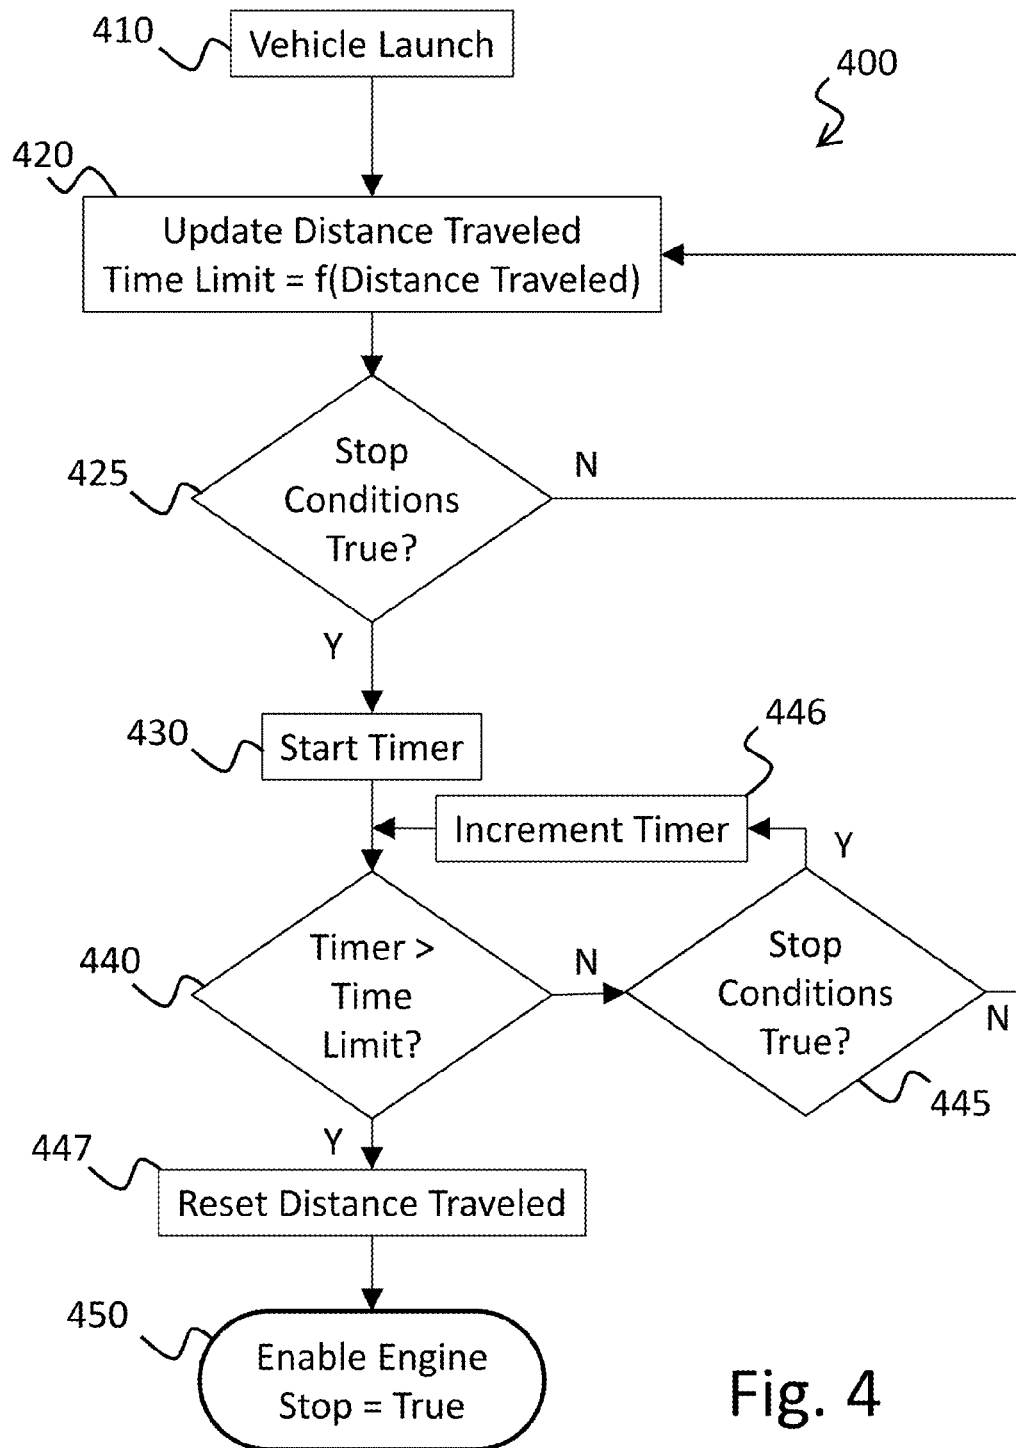 410
Vehicle Launch
400
420
Update Distance Traveled
Time Limit = f(Distance Traveled)
425
Stop
Conditions
True?
N
Y
430
Start Timer
446
Increment Timer
Y
440
Timer >
Time
Limit?
N
Stop
Conditions
True?
N
445
Y
447
Reset Distance Traveled
450
Enable Engine
Stop = True
Fig. 4